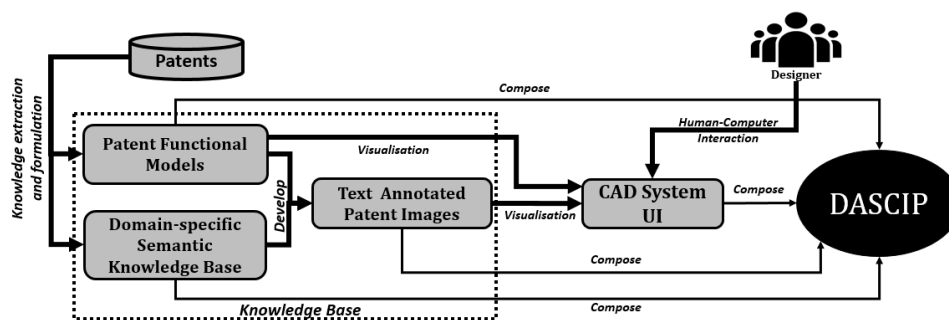 Patents
Designer
Knowledge extraction
and formulation
Compose
Human-Computer
Interaction
Patent Functional
Models
Visualisation
Develop
Text Annotated
Patent Images
Visualisation
CAD System
UI
Compose
DASCIP
Domain-specific
Semantic
Knowledge Base
Compose
Knowledge Base
Compose